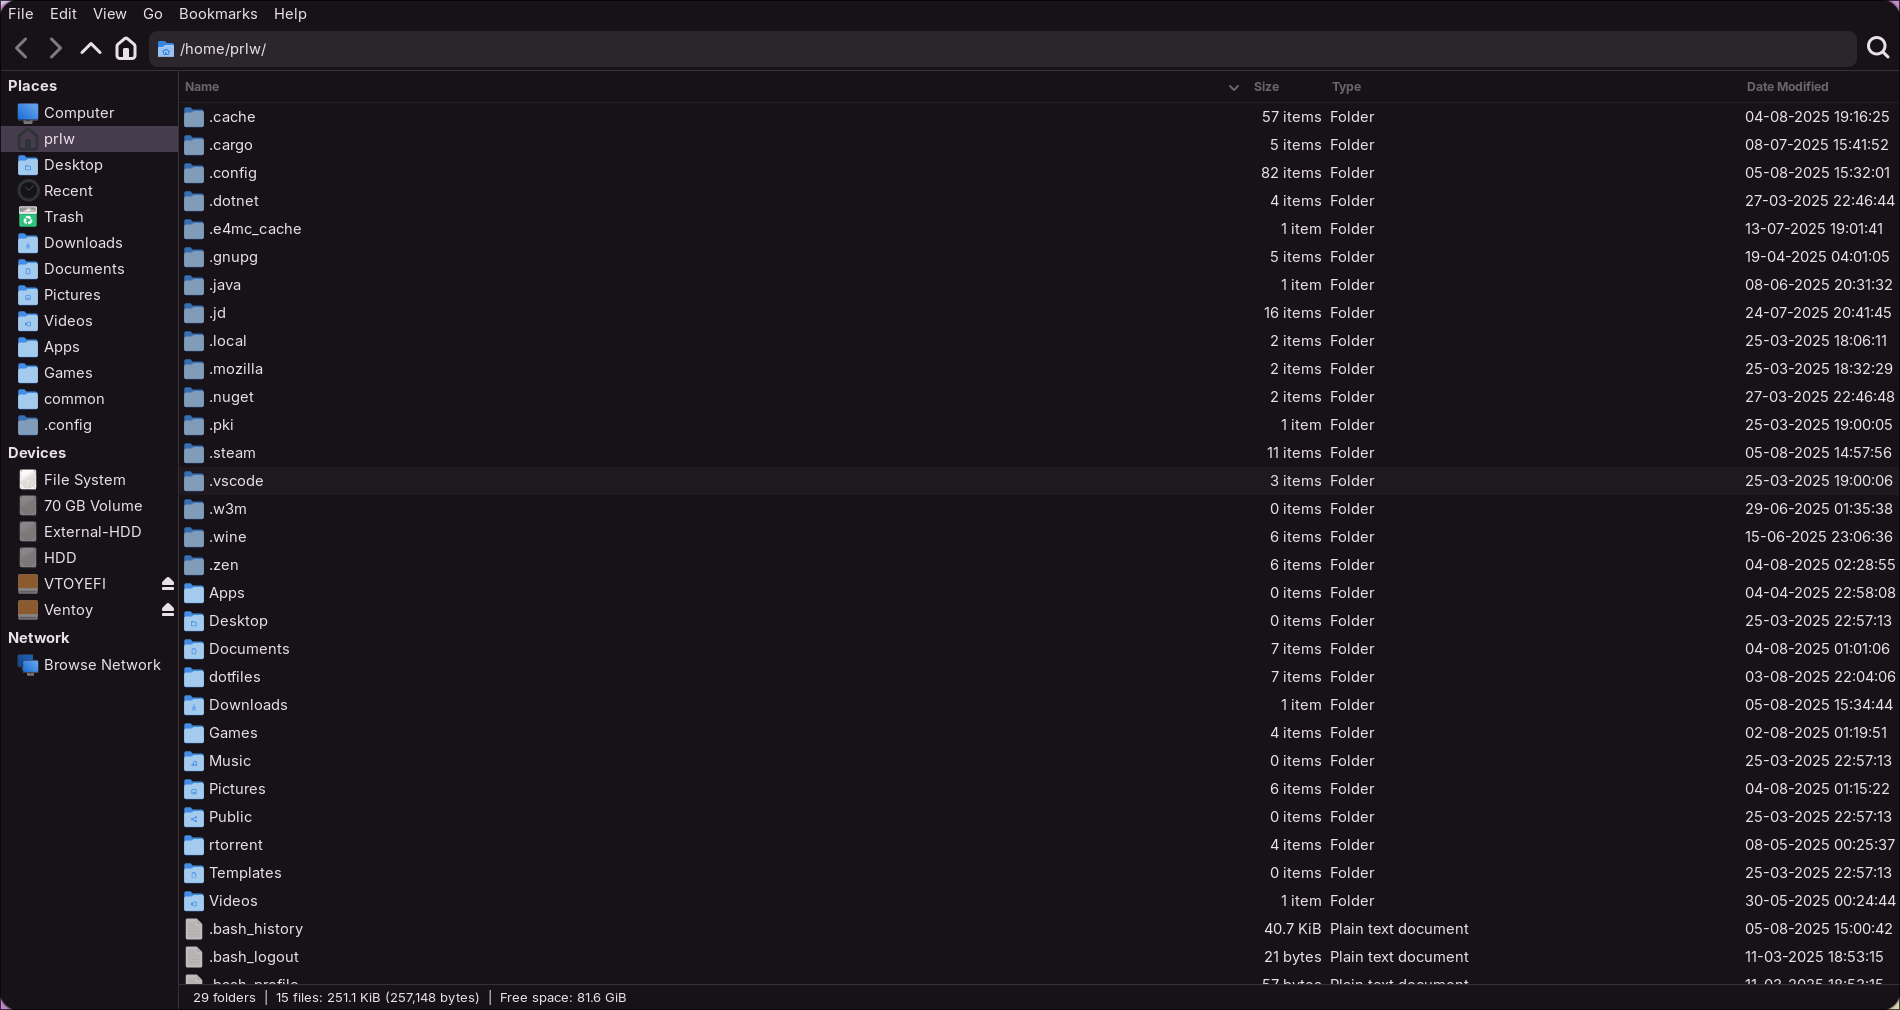 File Edit View Go Bookmarks Help
/home/prlw/
Places
Computer
prlw
Desktop
Recent
Trash
Downloads
Documents
Pictures
Videos
Apps
Games
common
.config
Devices
File System
70 GB Volume
External-HDD
HDD
VTOYEFI
Ventoy
Network
Browse Network
Name Size Type Date Modified
.cache 57 items Folder 04-08-2025 19:16:25
.cargo 5 items Folder 08-07-2025 15:41:52
.config 82 items Folder 05-08-2025 15:32:01
.dotnet 4 items Folder 27-03-2025 22:46:44
.e4mc_cache 1 item Folder 13-07-2025 19:01:41
.gnupg 5 items Folder 19-04-2025 04:01:05
.java 1 item Folder 08-06-2025 20:31:32
.jd 16 items Folder 24-07-2025 20:41:45
.local 2 items Folder 25-03-2025 18:06:11
.mozilla 2 items Folder 25-03-2025 18:32:29
.nuget 2 items Folder 27-03-2025 22:46:48
.pki 1 item Folder 25-03-2025 19:00:05
.steam 11 items Folder 05-08-2025 14:57:56
.vscode 3 items Folder 25-03-2025 19:00:06
.w3m 0 items Folder 29-06-2025 01:35:38
.wine 6 items Folder 15-06-2025 23:06:36
.zen 6 items Folder 04-08-2025 02:28:55
Apps 0 items Folder 04-04-2025 22:58:08
Desktop 0 items Folder 25-03-2025 22:57:13
Documents 7 items Folder 04-08-2025 01:01:06
dotfiles 7 items Folder 03-08-2025 22:04:06
Downloads 1 item Folder 05-08-2025 15:34:44
Games 4 items Folder 02-08-2025 01:19:51
Music 0 items Folder 25-03-2025 22:57:13
Pictures 6 items Folder 04-08-2025 01:15:22
Public 0 items Folder 25-03-2025 22:57:13
rtorrent 4 items Folder 08-05-2025 00:25:37
Templates 0 items Folder 25-03-2025 22:57:13
Videos 1 item Folder 30-05-2025 00:24:44
.bash_history 40.7 KiB Plain text document 05-08-2025 15:00:42
.bash_logout 21 bytes Plain text document 11-03-2025 18:53:15
.bash_profile 57 bytes Plain text document 11-03-2025 18:53:15
29 folders | 15 files: 251.1 KiB (257,148 bytes) | Free space: 81.6 GiB